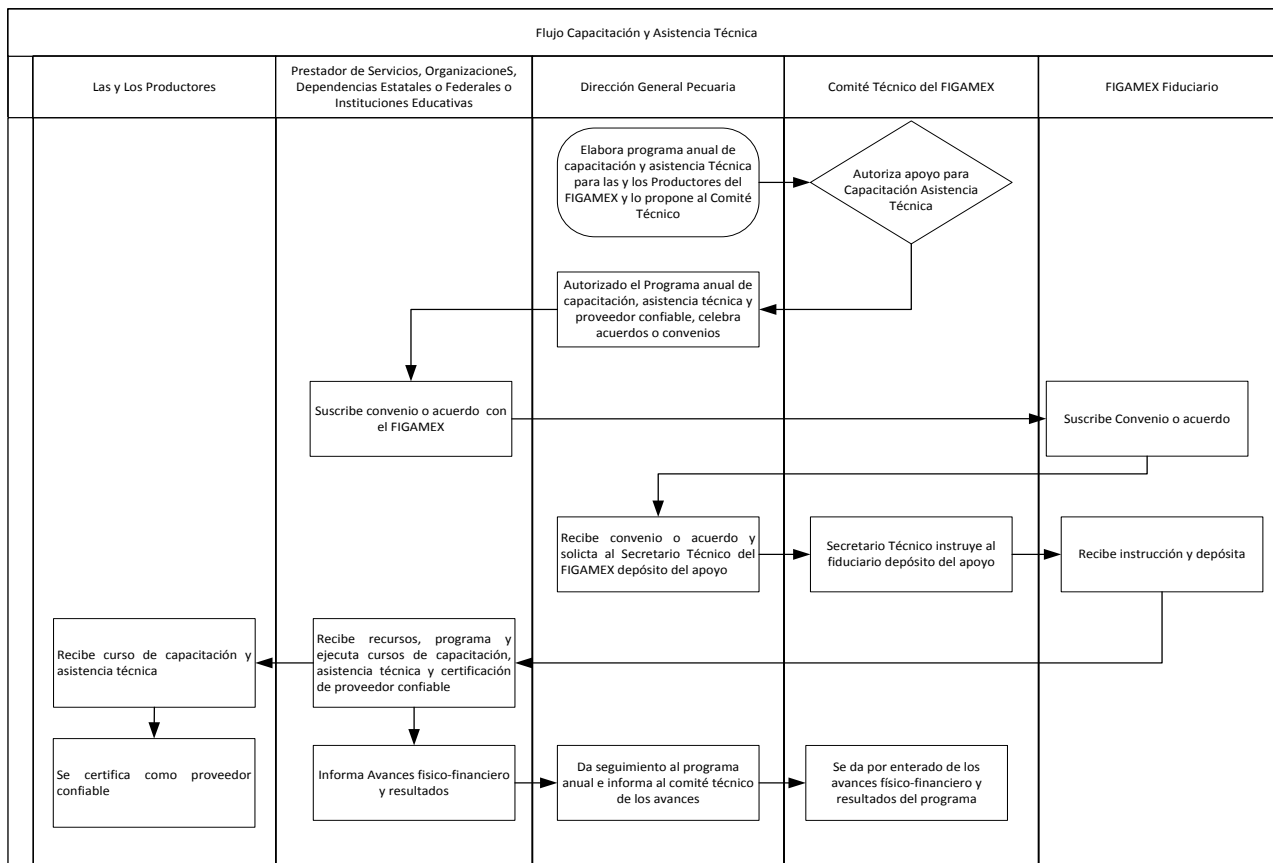 Flujo Capacitación y Asistencia Técnica
Las y Los Productores
Prestador de Servicios, OrganizacioneS,
Dependencias Estatales o Federales o
Instituciones Educativas
Dirección General Pecuaria
Comité Técnico del FIGAMEX
FIGAMEX Fiduciario
Elabora programa anual de
capacitación y asistencia Técnica
para las y los Productores del
FIGAMEX y lo propone al Comité
Técnico
Autoriza apoyo para
Capacitación Asistencia
Técnica
Autorizado el Programa anual de
capacitación, asistencia técnica y
proveedor confiable, celebra
acuerdos o convenios
Suscribe convenio o acuerdo con
el FIGAMEX
Suscribe Convenio o acuerdo
Recibe convenio o acuerdo y
solicta al Secretario Técnico del
FIGAMEX depósito del apoyo
Secretario Técnico instruye al
fiduciario depósito del apoyo
Recibe instrucción y depósita
Recibe curso de capacitación y
asistencia técnica
Recibe recursos, programa y
ejecuta cursos de capacitación,
asistencia técnica y certificación
de proveedor confiable
Se certifica como proveedor
confiable
Informa Avances fisico-financiero
y resultados
Da seguimiento al programa
anual e informa al comité técnico
de los avances
Se da por enterado de los
avances físico-financiero y
resultados del programa